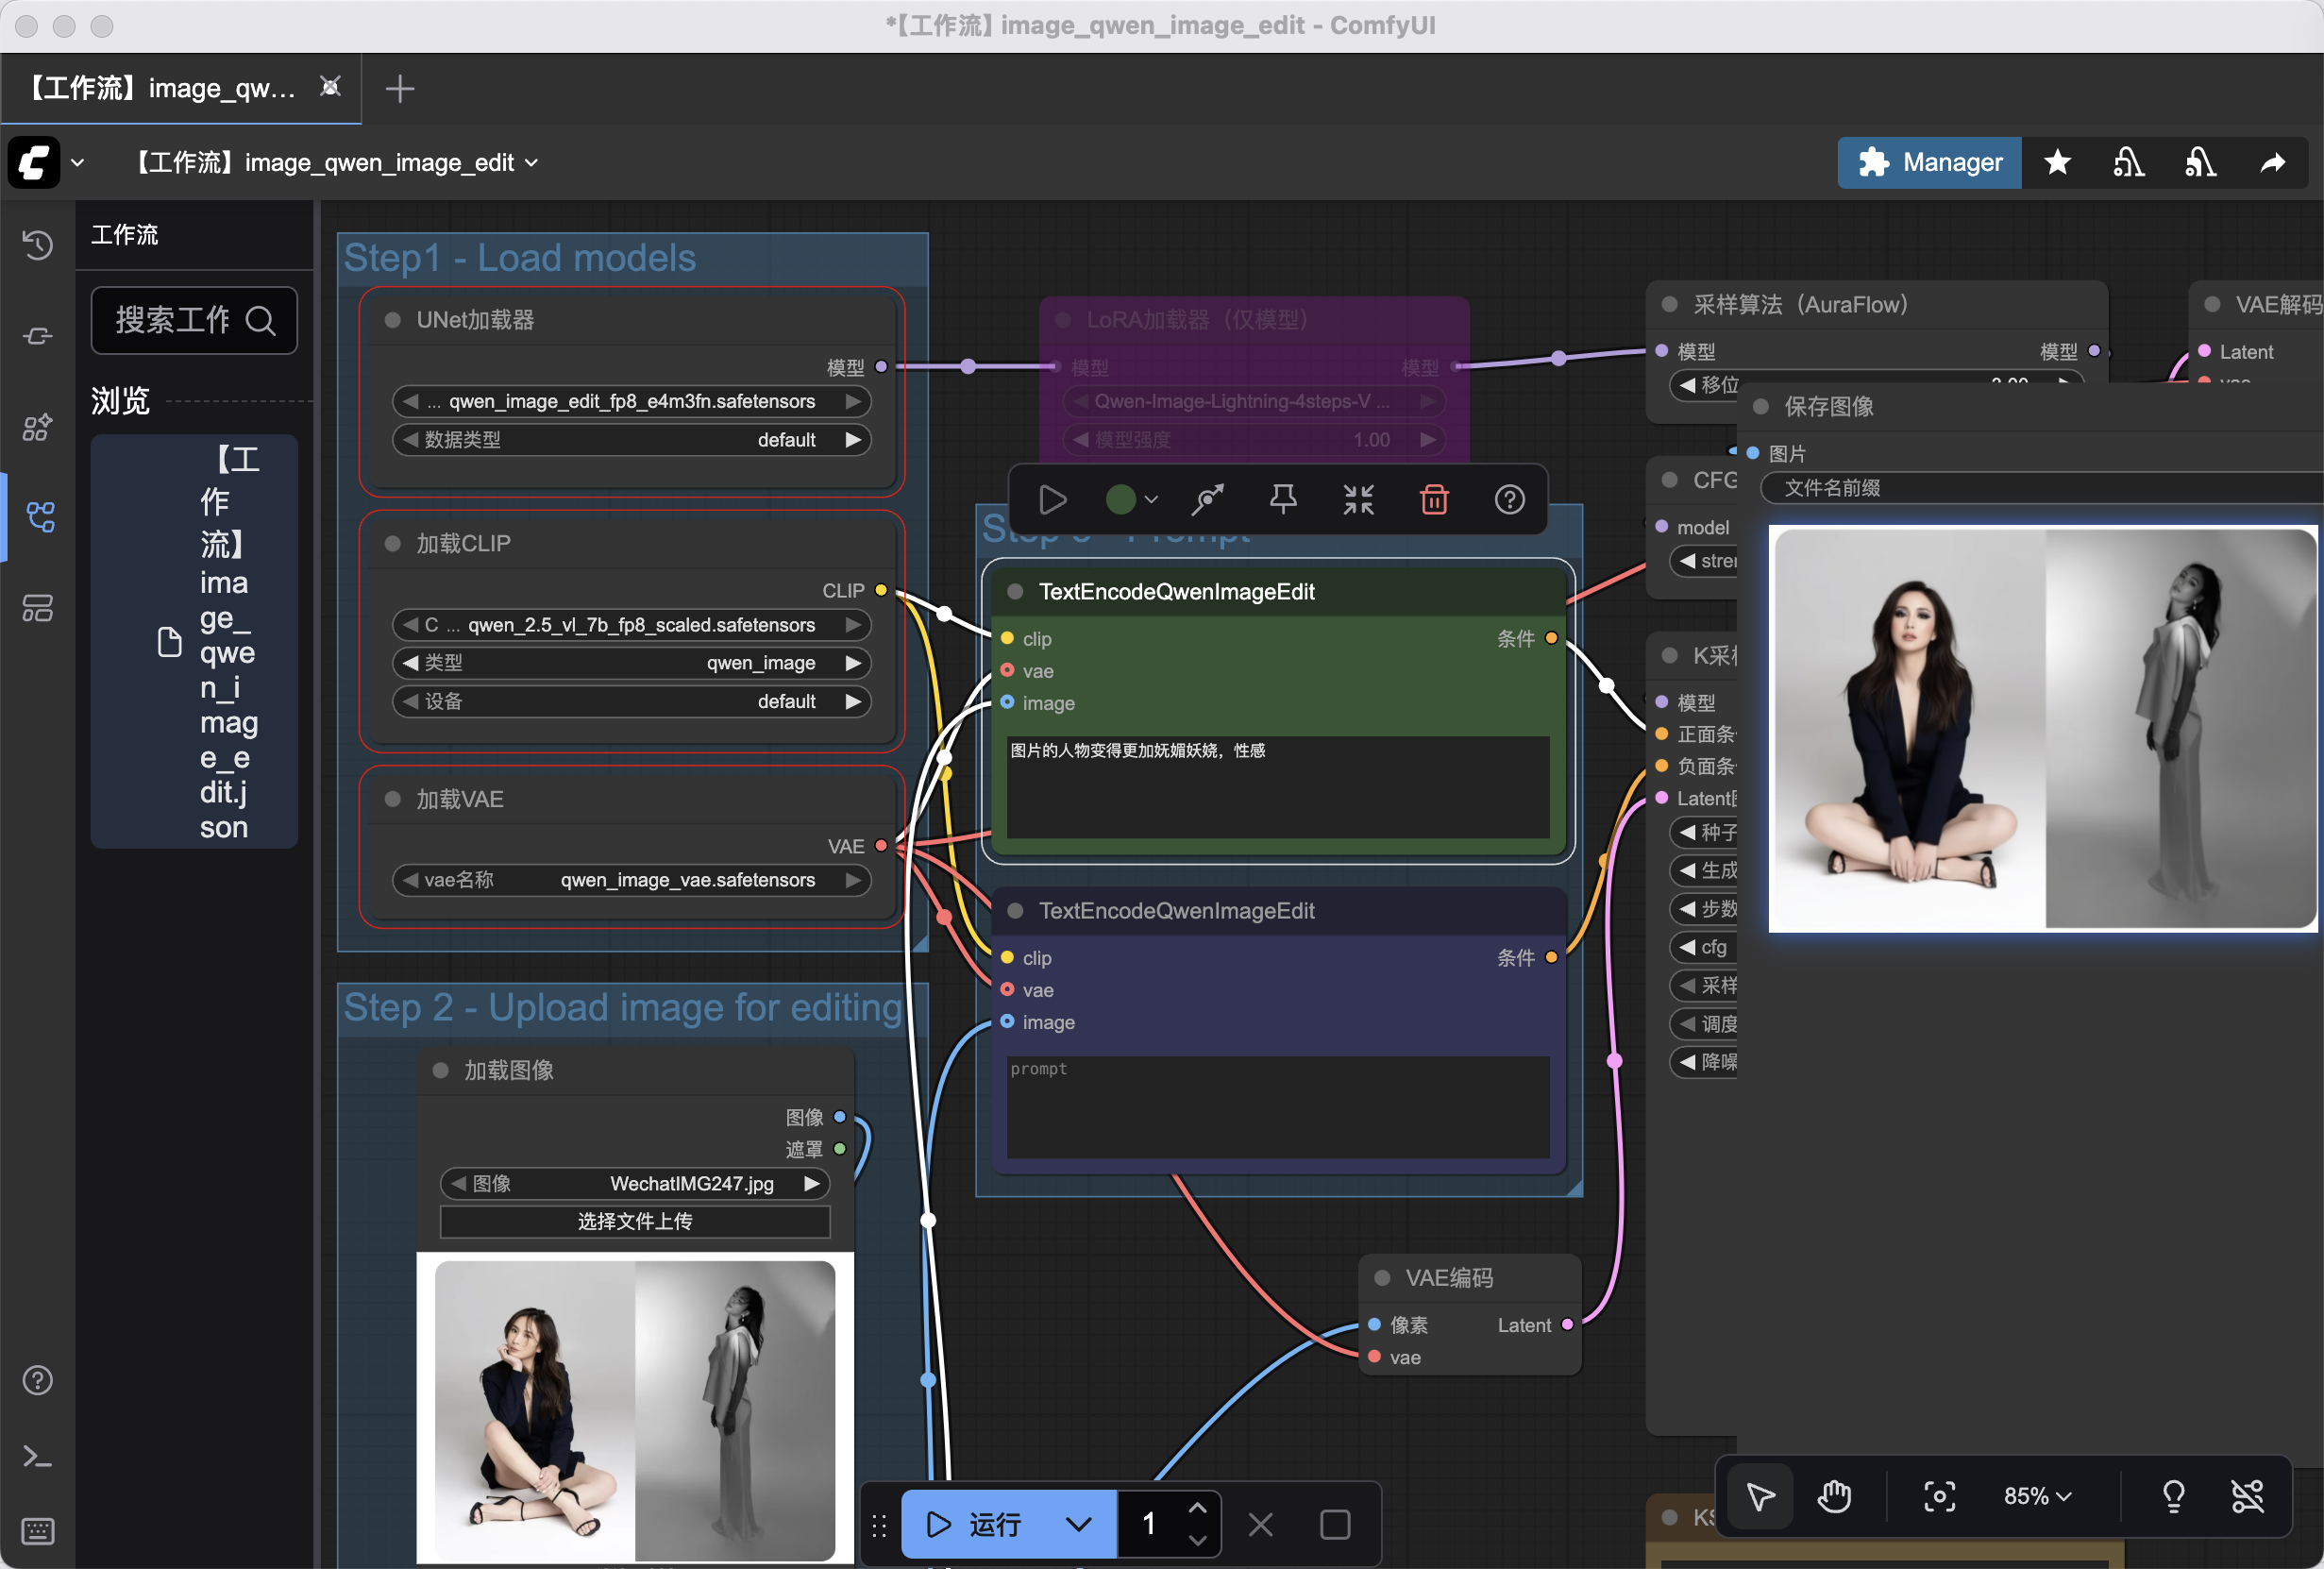 *【工作流】image_qwen_image_edit - ComfyUI
【工作流】image_qw...
【工作流】image_qwen_image_edit
Manager
工作流
搜索工作
浏览
【工
作
流】
ima
ge_
qwe
n_i
mag
e_e
dit.j
son
Step1 - Load models
UNet加载器
模型
... qwen_image_edit_fp8_e4m3fn.safetensors
数据类型 default
加载CLIP
CLIP
C ... qwen_2.5_vl_7b_fp8_scaled.safetensors
类型 qwen_image
设备 default
加载VAE
VAE
vae名称 qwen_image_vae.safetensors
Step 2 - Upload image for editing
加载图像
图像
遮罩
图像 WechatIMG247.jpg
选择文件上传
LoRA加载器（仅模型）
模型 模型
Qwen-Image-Lightning-4steps-V ...
模型强度 1.00
TextEncodeQwenImageEdit
clip 条件
vae
image
图片的人物变得更加妩媚妖娆，性感
TextEncodeQwenImageEdit
clip 条件
vae
image
prompt
VAE编码
像素 Latent
vae
采样算法（AuraFlow）
模型 模型
移位
CFG
model
stre
K采样
模型
正面条
负面条
Latent
种子
生成
步数
cfg
采样
调度
降噪
VAE解码
Latent
保存图像
图片
文件名前缀
KS
运行 1
85%